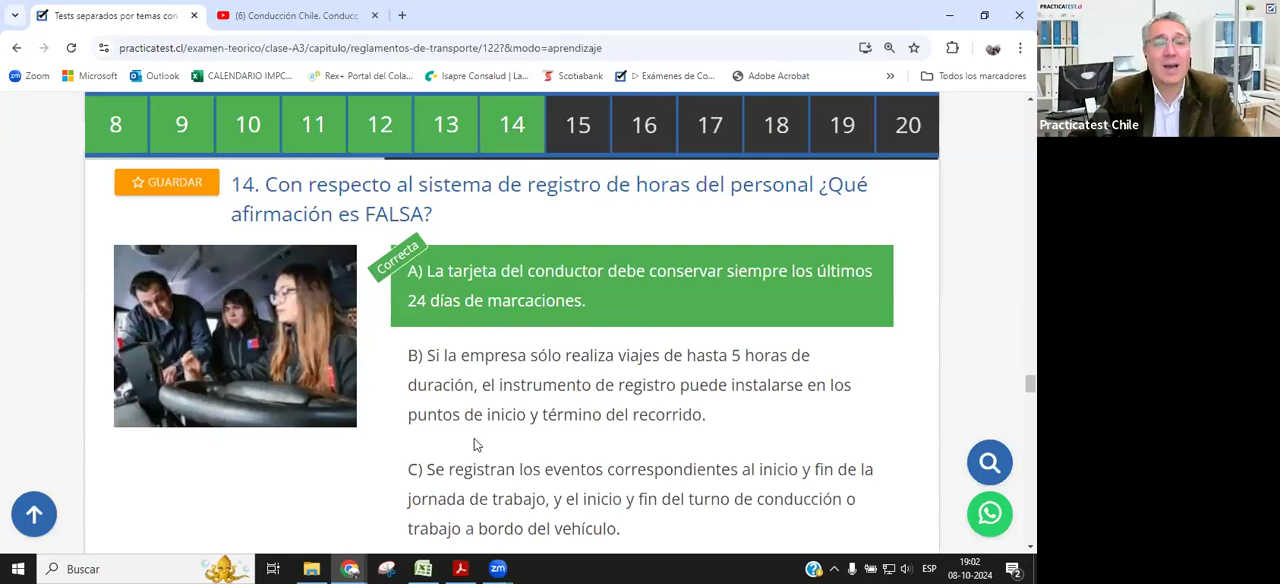 Tests separados por temas con
(6) Conducción Chile. Conducc
practicatest.cl/examen-teorico/clase-A3/capitulo/reglamentos-de-transporte/1227&modo=aprendizaje
Zoom
Microsoft
Outlook
CALENDARIO IMPC...
Rex+ Portal del Cola...
Isapre Consalud | La...
Scotiabank
▷ Exámenes de Co...
Adobe Acrobat
Todos los marcadores
8 9 10 11 12 13 14 15 16 17 18 19 20
GUARDAR
14. Con respecto al sistema de registro de horas del personal ¿Qué
afirmación es FALSA?
Correcta
A) La tarjeta del conductor debe conservar siempre los últimos
24 días de marcaciones.
B) Si la empresa sólo realiza viajes de hasta 5 horas de
duración, el instrumento de registro puede instalarse en los
puntos de inicio y término del recorrido.
C) Se registran los eventos correspondientes al inicio y fin de la
jornada de trabajo, y el inicio y fin del turno de conducción o
trabajo a bordo del vehículo.
PRACTICATEST.cl
Practicatest Chile
Buscar
zm
ESP
19:02
08-10-2024
2